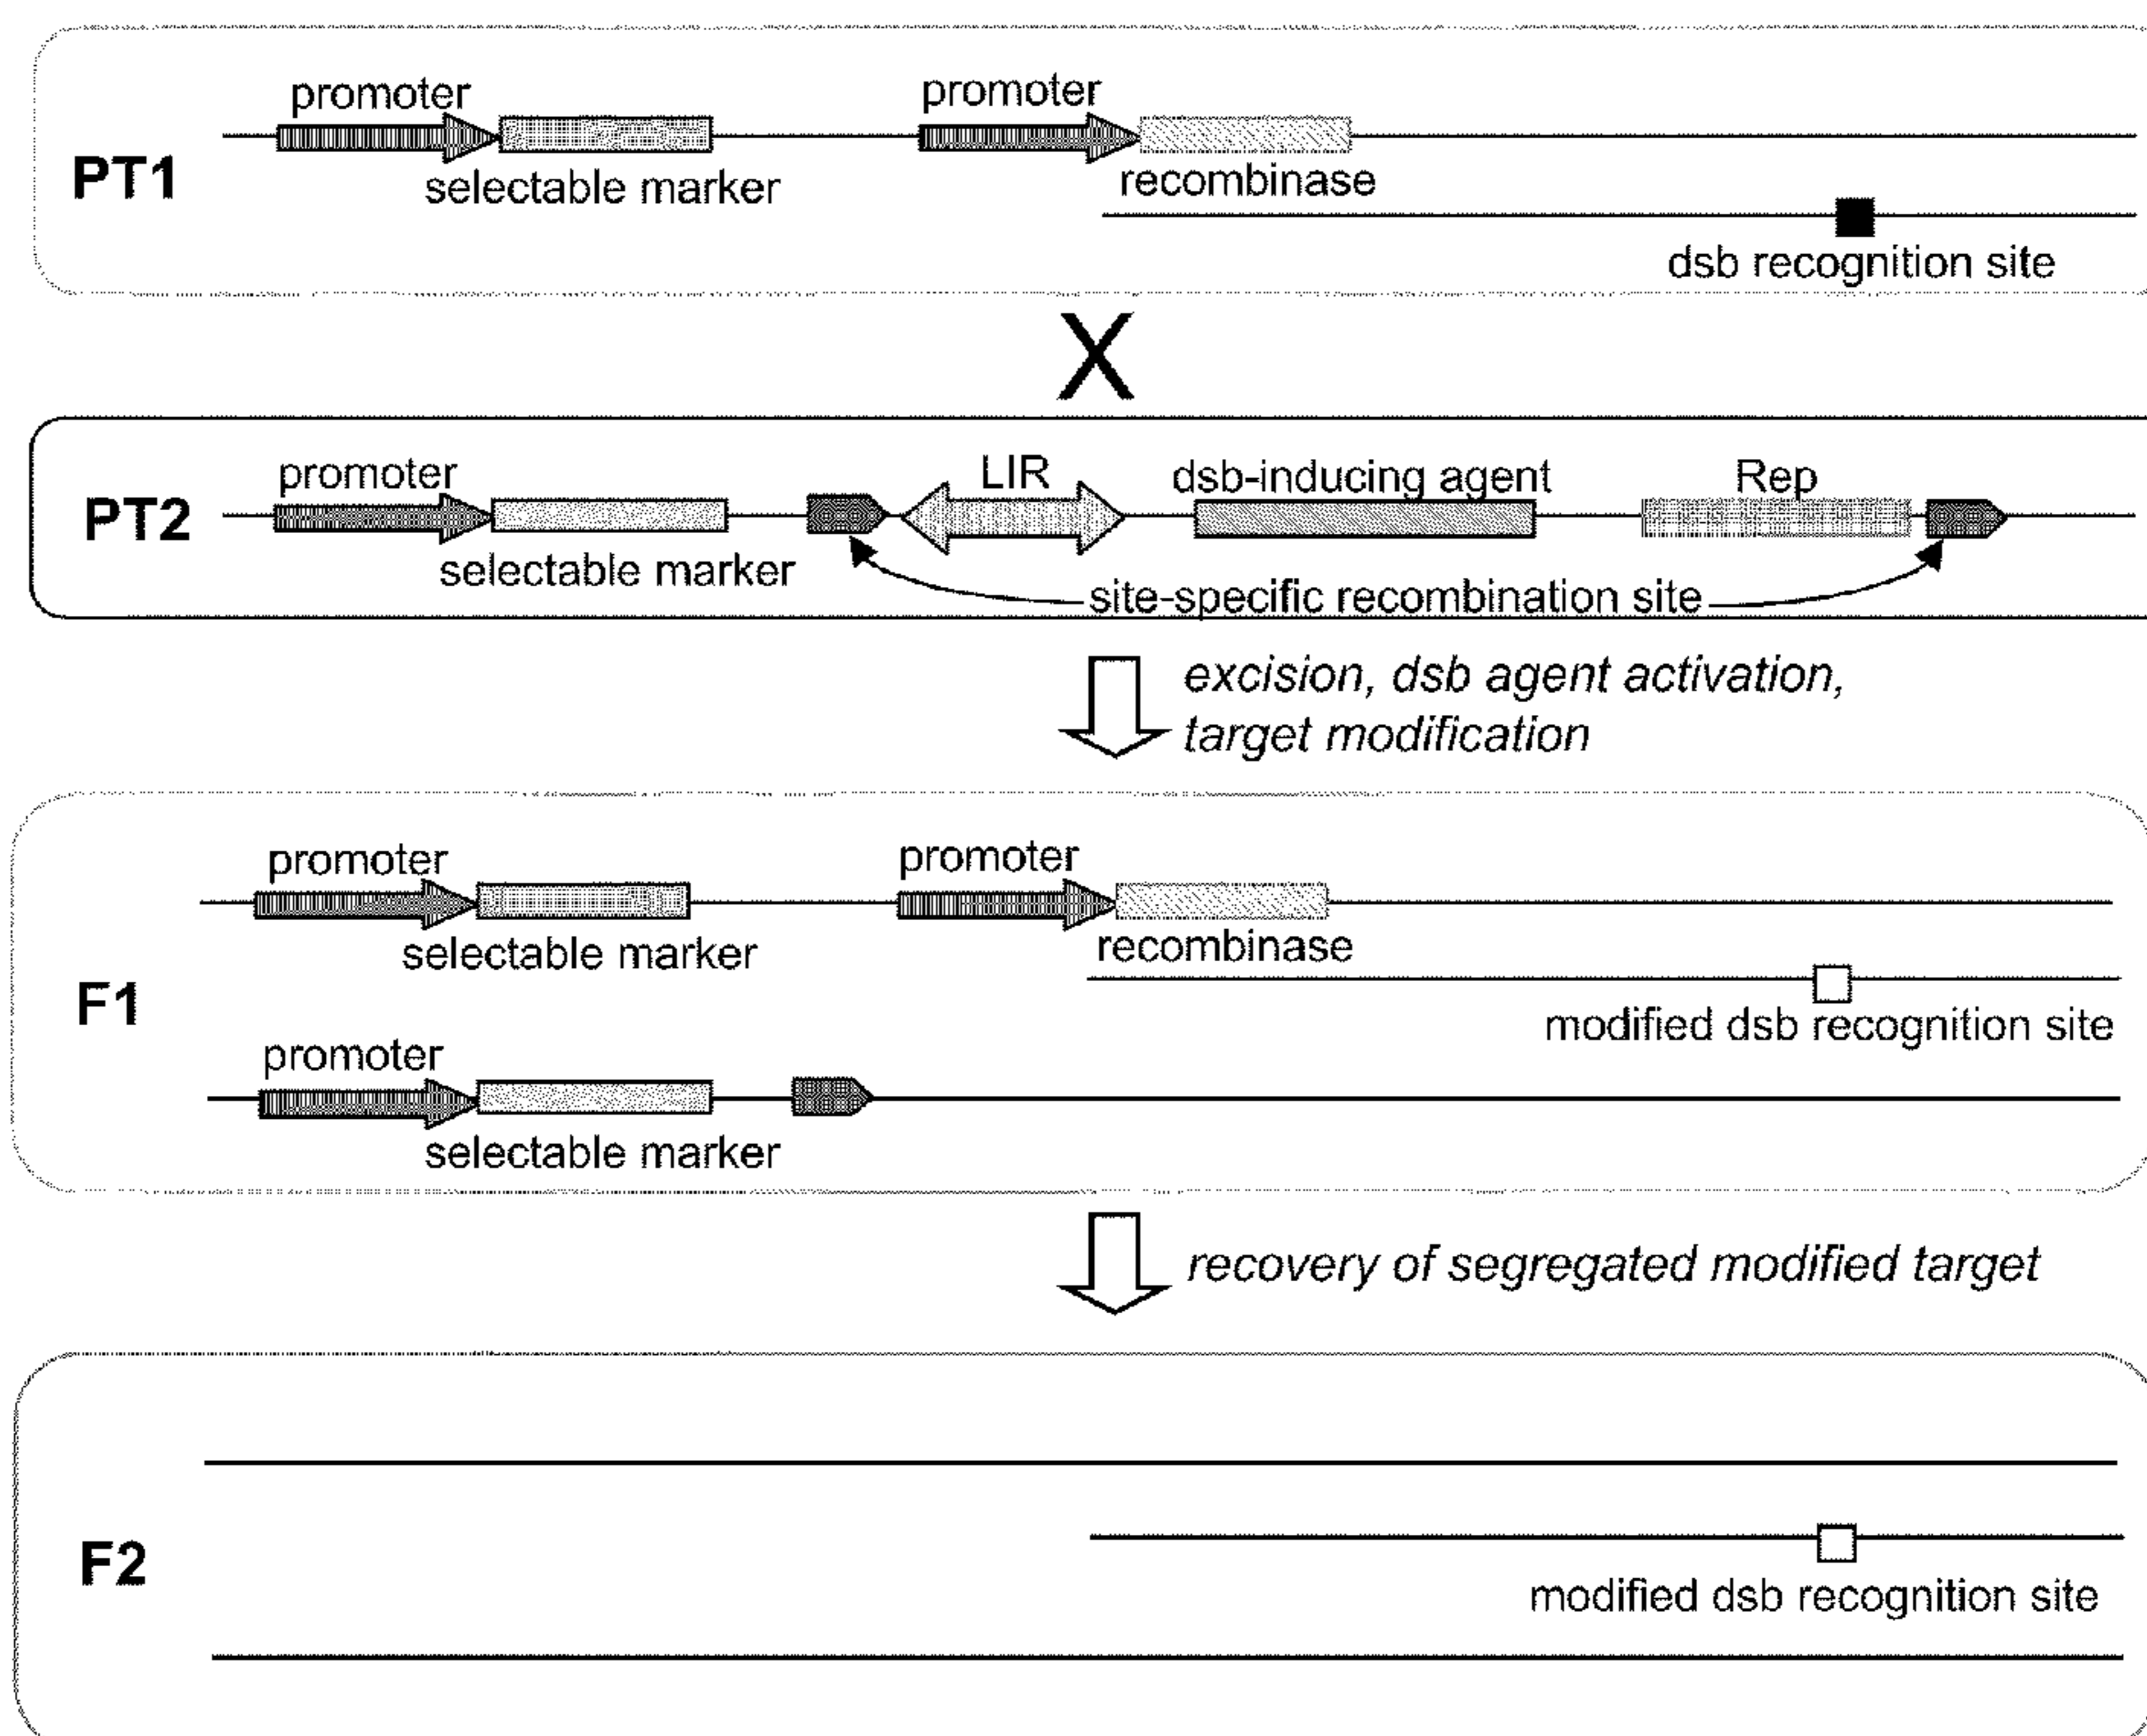 promoter promoter
PT1
selectable marker recombinase
dsb recognition site
X
promoter LIR dsb-inducing agent Rep
PT2
selectable marker
site-specific recombination site
excision, dsb agent activation,
target modification
promoter promoter
selectable marker recombinase
F1
modified dsb recognition site
promoter
selectable marker
recovery of segregated modified target
F2
modified dsb recognition site